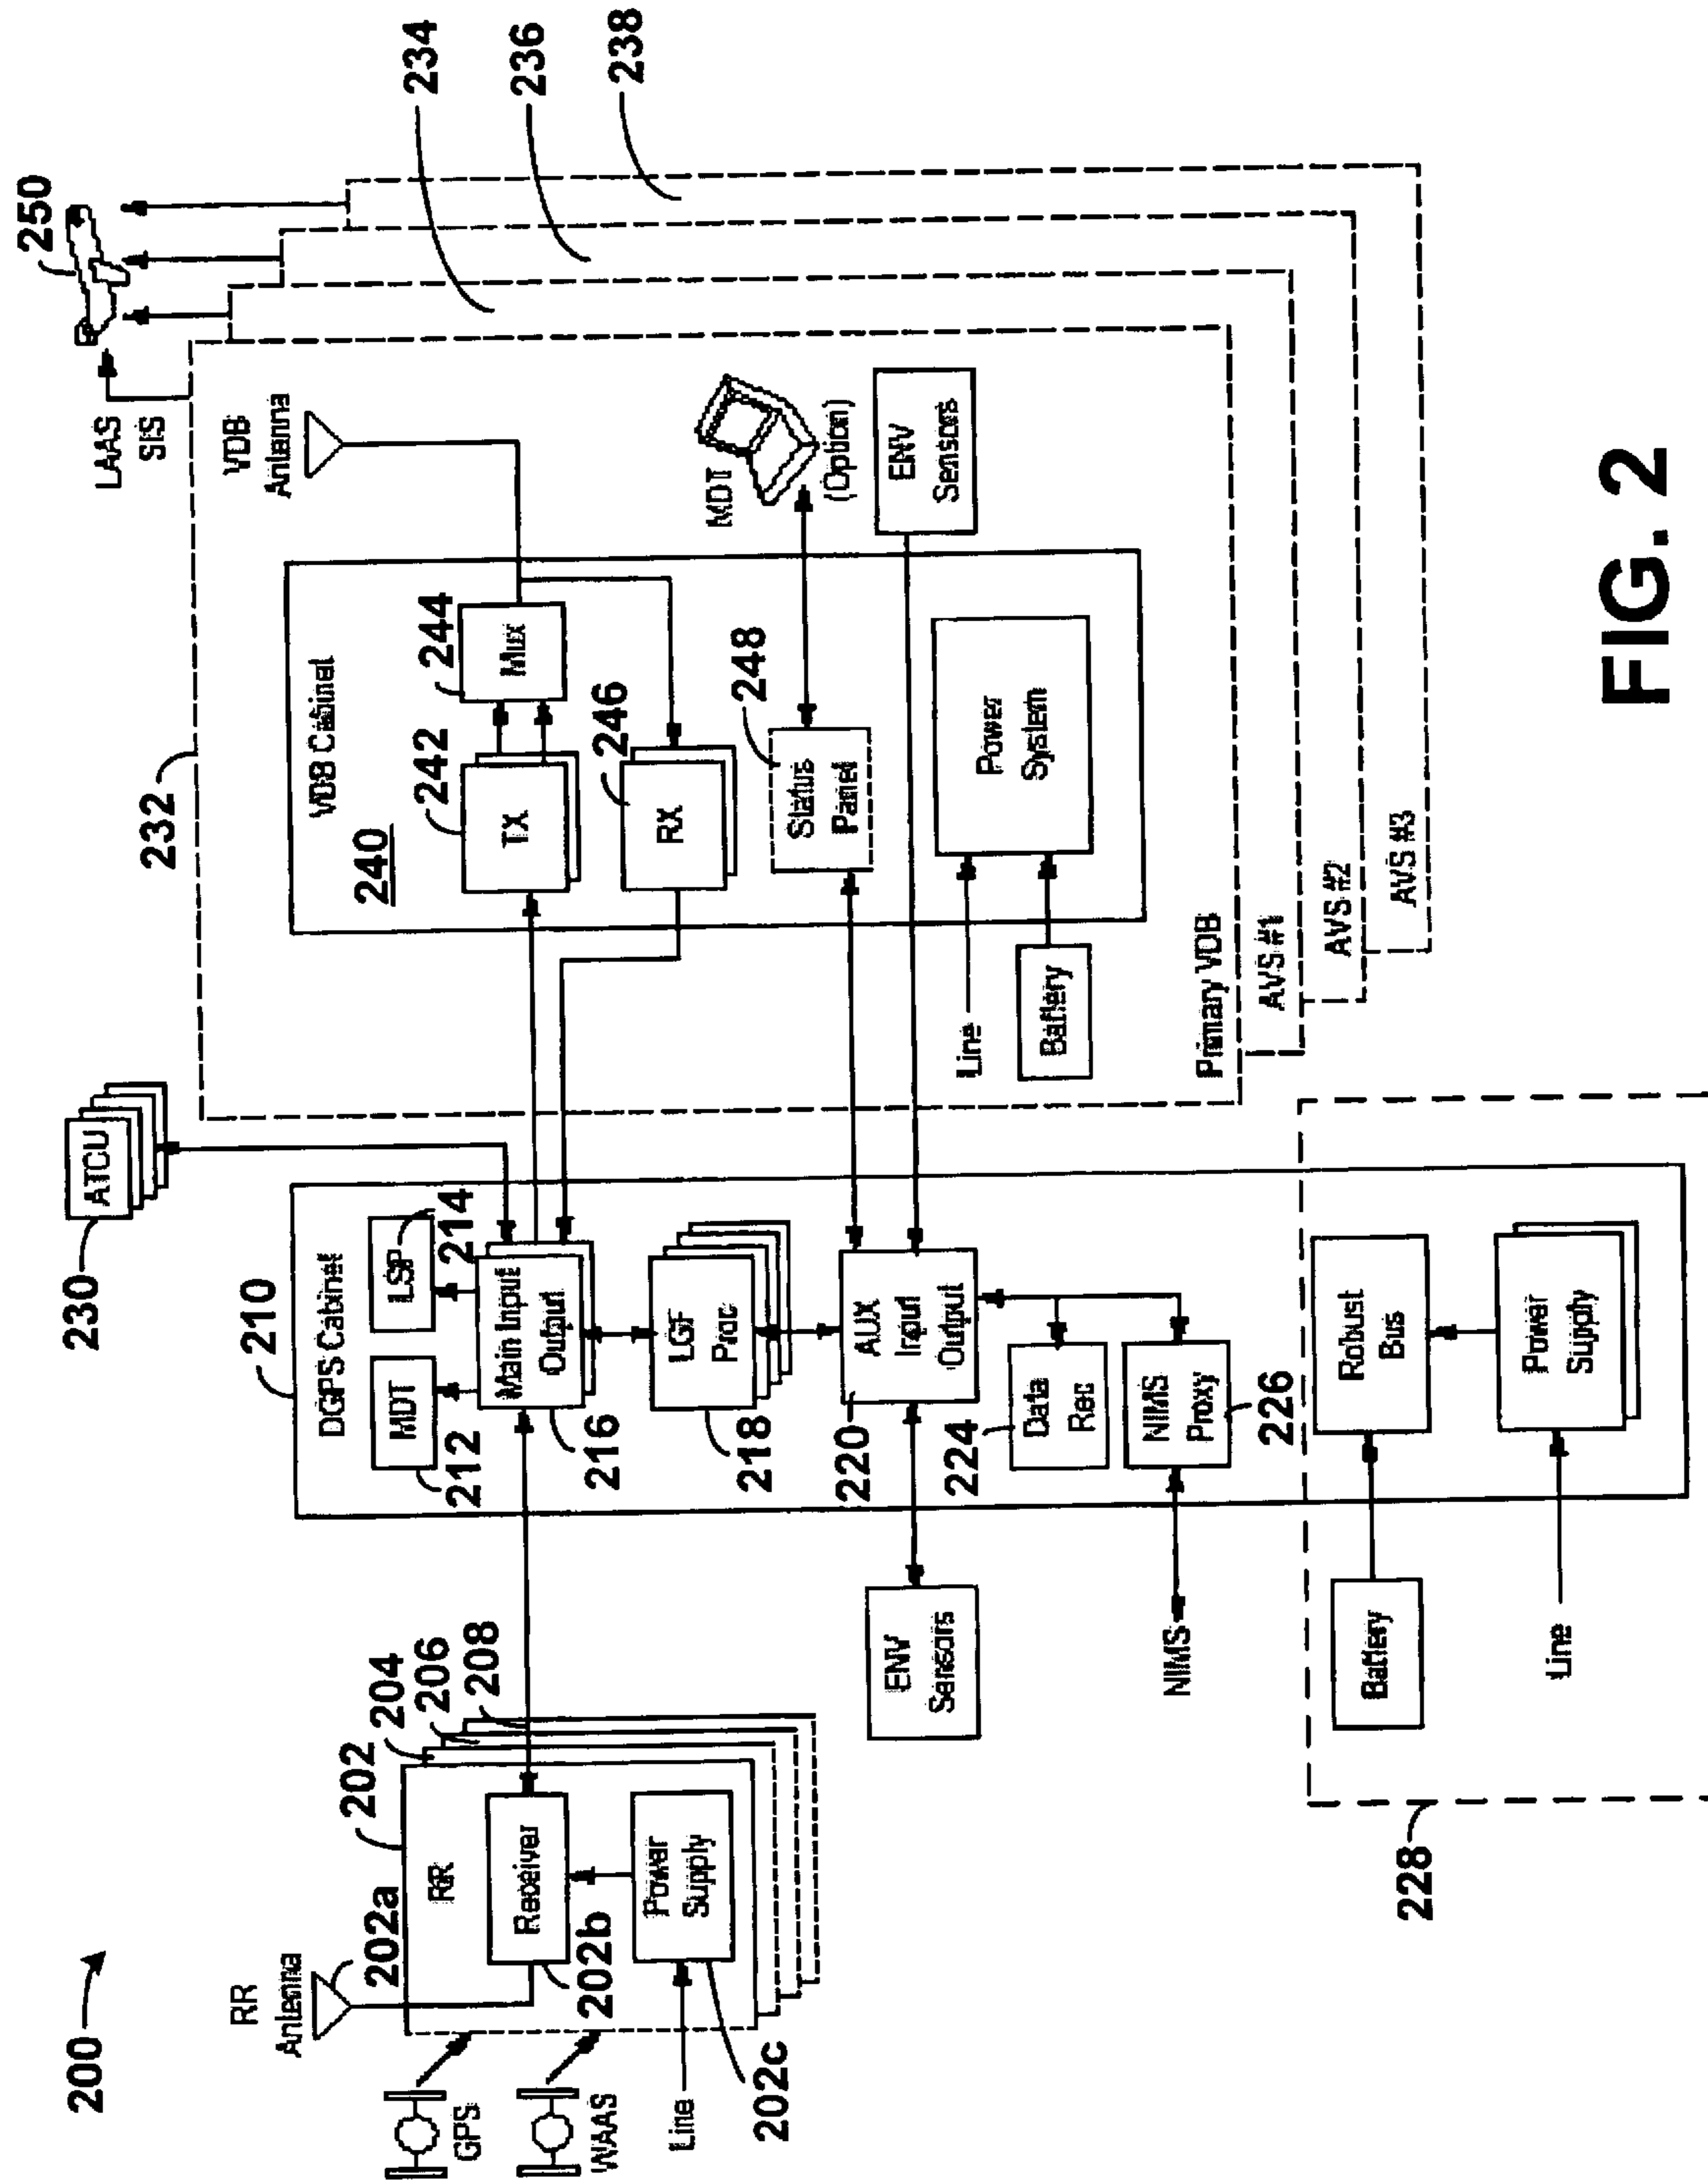 200
RR
Antenna
202a
GPS
WAAS
Line
202
204
206
208
RR
Receiver
202b
Power
Supply
202c
210
DGPS Cabinet
MDT
212
LSP
214
Main Input
Output
216
LGF
Proc
218
AUX
Input
Output
220
ENV
Sensors
Data
Rec
224
NIMS
Proxy
226
NIMS
Robust
Bus
Power
Supply
Battery
Line
228
230
ATCU
232
VDB Cabinet
240
TX
242
Mux
244
RX
246
Status
Panel
248
Power
System
Line
Battery
VDB
Antenna
MDT
(Option)
ENV
Sensors
Primary VDB
AVS #1
AVS #2
AVS #3
LAAS
SIS
250
234
236
238
FIG. 2